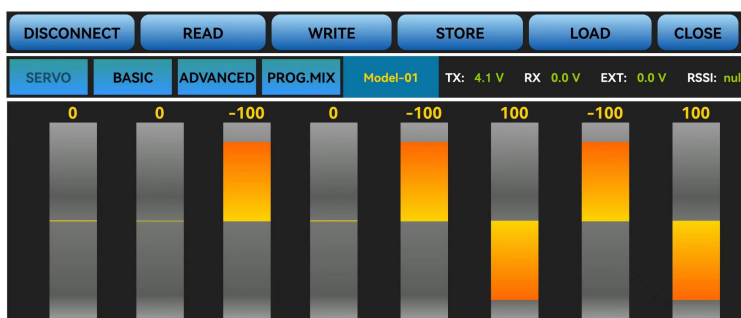 DISCONNECT READ WRITE STORE LOAD CLOSE
SERVO BASIC ADVANCED PROG.MIX Model-01 TX: 4.1 V RX 0.0 V EXT: 0.0 V RSSI: nul
0 0 -100 0 -100 100 -100 100